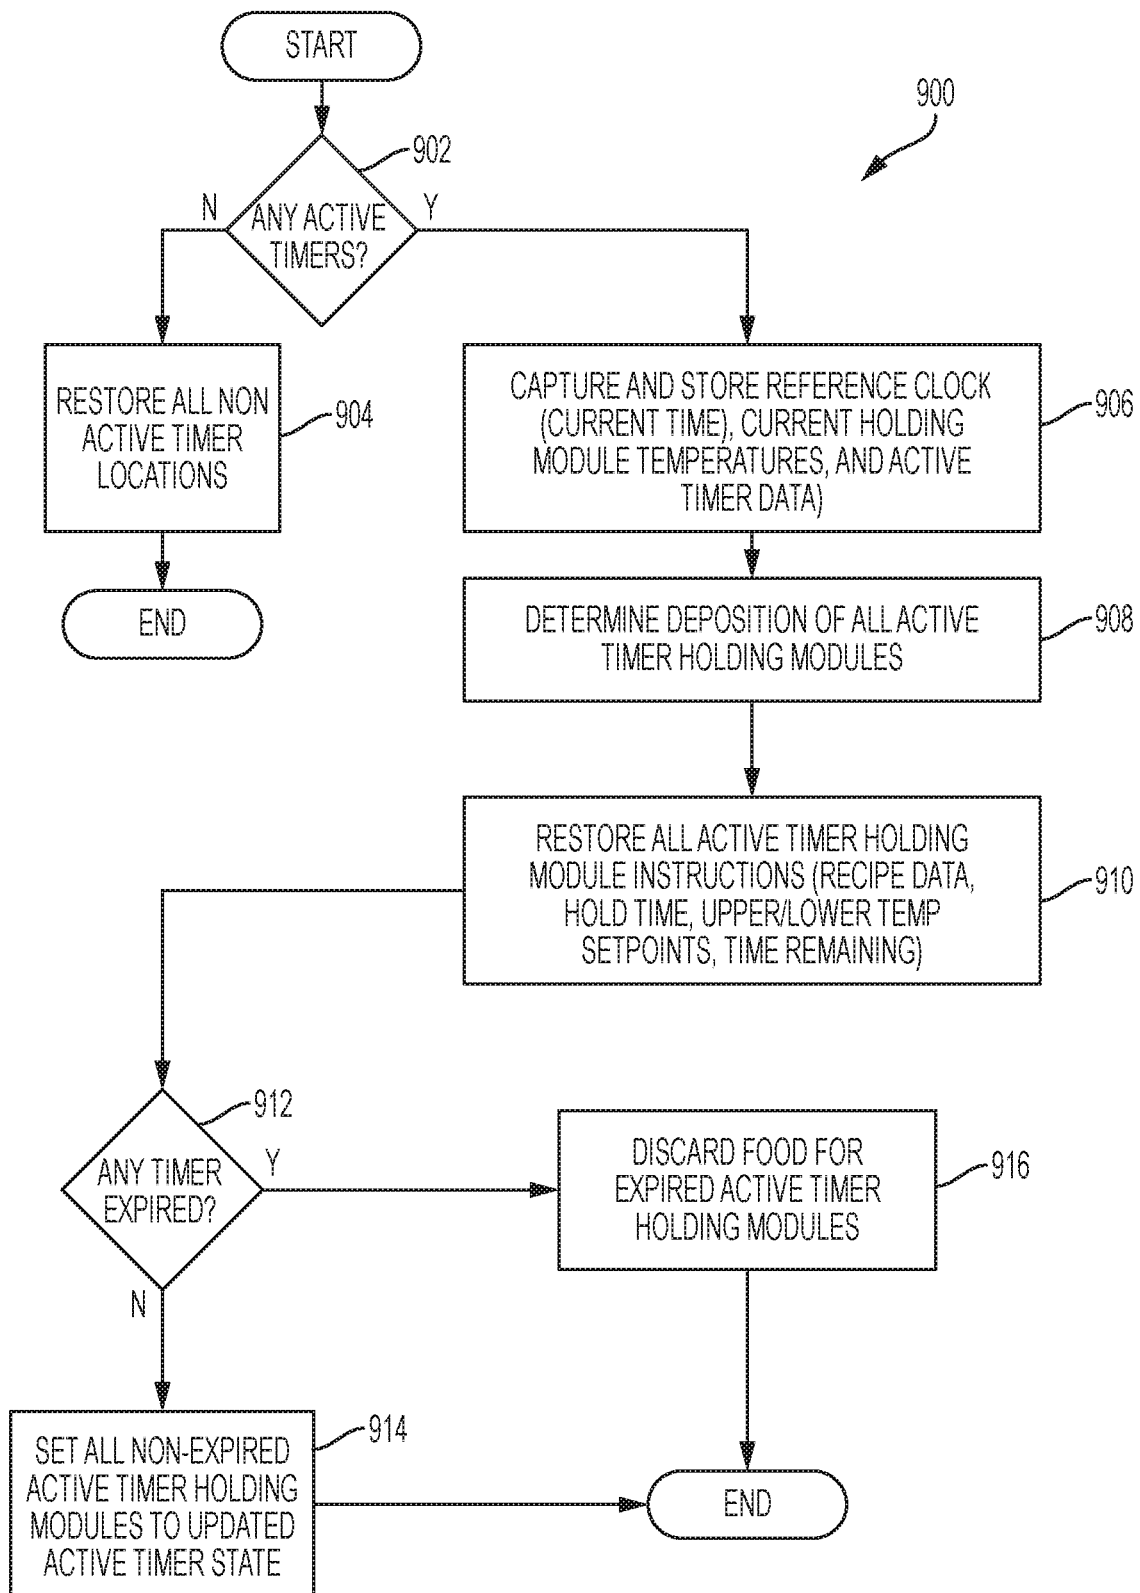 START
900
902
ANY ACTIVE
TIMERS?
N
Y
RESTORE ALL NON
ACTIVE TIMER
LOCATIONS
904
END
CAPTURE AND STORE REFERENCE CLOCK
(CURRENT TIME), CURRENT HOLDING
MODULE TEMPERATURES, AND ACTIVE
TIMER DATA)
906
DETERMINE DEPOSITION OF ALL ACTIVE
TIMER HOLDING MODULES
908
RESTORE ALL ACTIVE TIMER HOLDING
MODULE INSTRUCTIONS (RECIPE DATA,
HOLD TIME, UPPER/LOWER TEMP
SETPOINTS, TIME REMAINING)
910
912
ANY TIMER
EXPIRED?
Y
N
DISCARD FOOD FOR
EXPIRED ACTIVE TIMER
HOLDING MODULES
916
SET ALL NON-EXPIRED
ACTIVE TIMER HOLDING
MODULES TO UPDATED
ACTIVE TIMER STATE
914
END